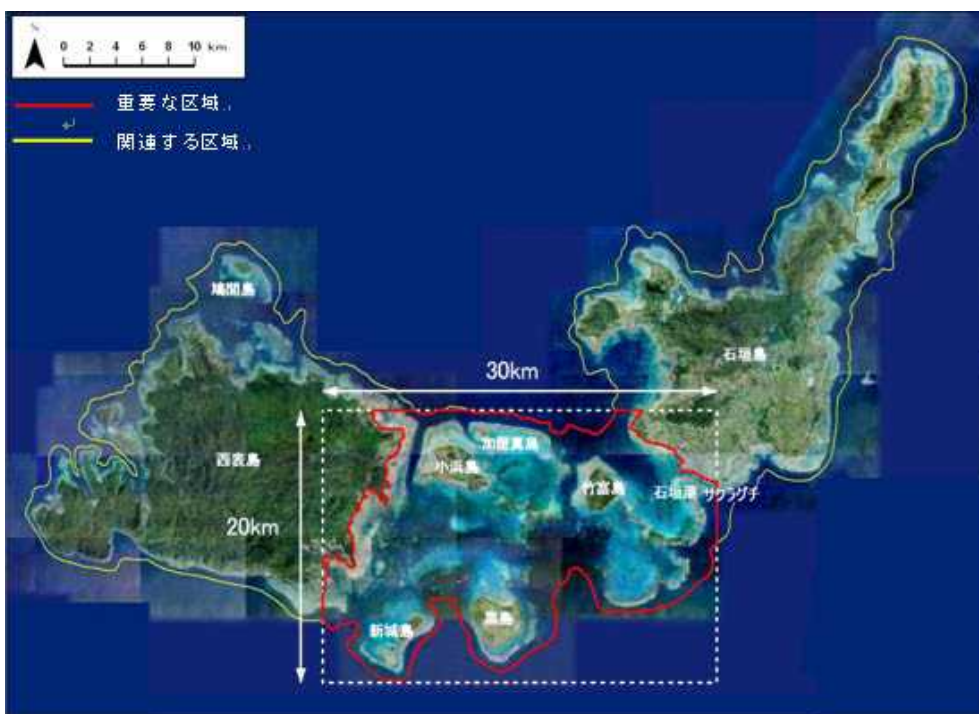 0 2 4 6 8 10 km
重要な区域
関連する区域
鳩間島
石垣島
30km
西表島
加屋真島
小浜島
竹富島
石垣港 サクラグチ
20km
黒島
新城島